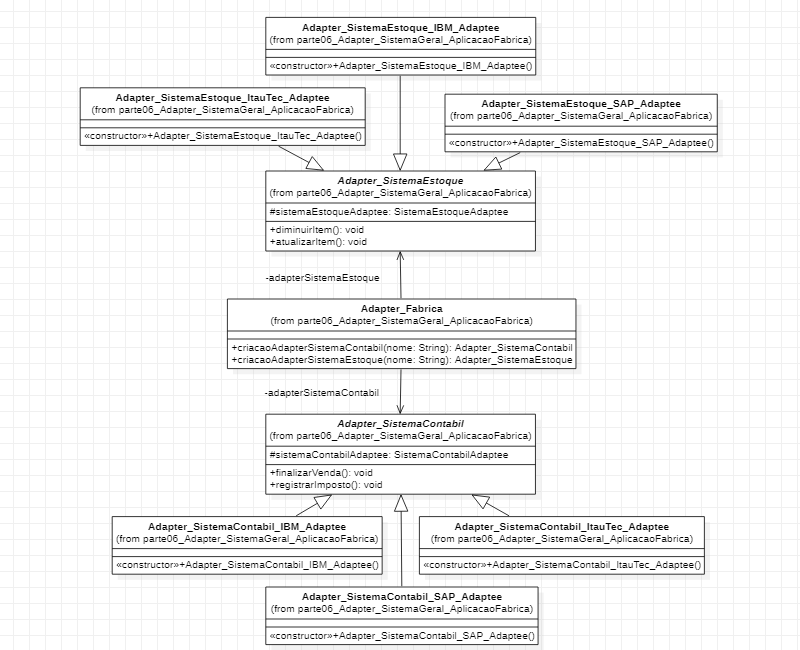 Adapter_SistemaEstoque_IBM_Adaptee
(from parte06_Adapter_SistemaGeral_AplicacaoFabrica)
«constructor»+Adapter_SistemaEstoque_IBM_Adaptee()
Adapter_SistemaEstoque_ItauTec_Adaptee
(from parte06_Adapter_SistemaGeral_AplicacaoFabrica)
«constructor»+Adapter_SistemaEstoque_ItauTec_Adaptee()
Adapter_SistemaEstoque_SAP_Adaptee
(from parte06_Adapter_SistemaGeral_AplicacaoFabrica)
«constructor»+Adapter_SistemaEstoque_SAP_Adaptee()
Adapter_SistemaEstoque
(from parte06_Adapter_SistemaGeral_AplicacaoFabrica)
#sistemaEstoqueAdaptee: SistemaEstoqueAdaptee
+diminuirItem(): void
+atualizarItem(): void
-adapterSistemaEstoque
Adapter_Fabrica
(from parte06_Adapter_SistemaGeral_AplicacaoFabrica)
+criacaoAdapterSistemaContabil(nome: String): Adapter_SistemaContabil
+criacaoAdapterSistemaEstoque(nome: String): Adapter_SistemaEstoque
-adapterSistemaContabil
Adapter_SistemaContabil
(from parte06_Adapter_SistemaGeral_AplicacaoFabrica)
#sistemaContabilAdaptee: SistemaContabilAdaptee
+finalizarVenda(): void
+registrarImposto(): void
Adapter_SistemaContabil_IBM_Adaptee
(from parte06_Adapter_SistemaGeral_AplicacaoFabrica)
«constructor»+Adapter_SistemaContabil_IBM_Adaptee()
Adapter_SistemaContabil_ItauTec_Adaptee
(from parte06_Adapter_SistemaGeral_AplicacaoFabrica)
«constructor»+Adapter_SistemaContabil_ItauTec_Adaptee()
Adapter_SistemaContabil_SAP_Adaptee
(from parte06_Adapter_SistemaGeral_AplicacaoFabrica)
«constructor»+Adapter_SistemaContabil_SAP_Adaptee()